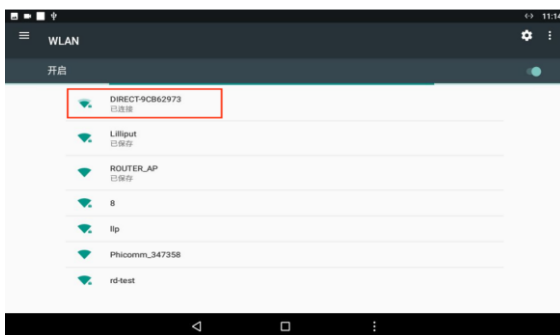 11:14
WLAN
开启
DIRECT-9CB62973
已连接
Lilliput
已保存
ROUTER_AP
已保存
8
llp
Phicomm_347358
rd-test